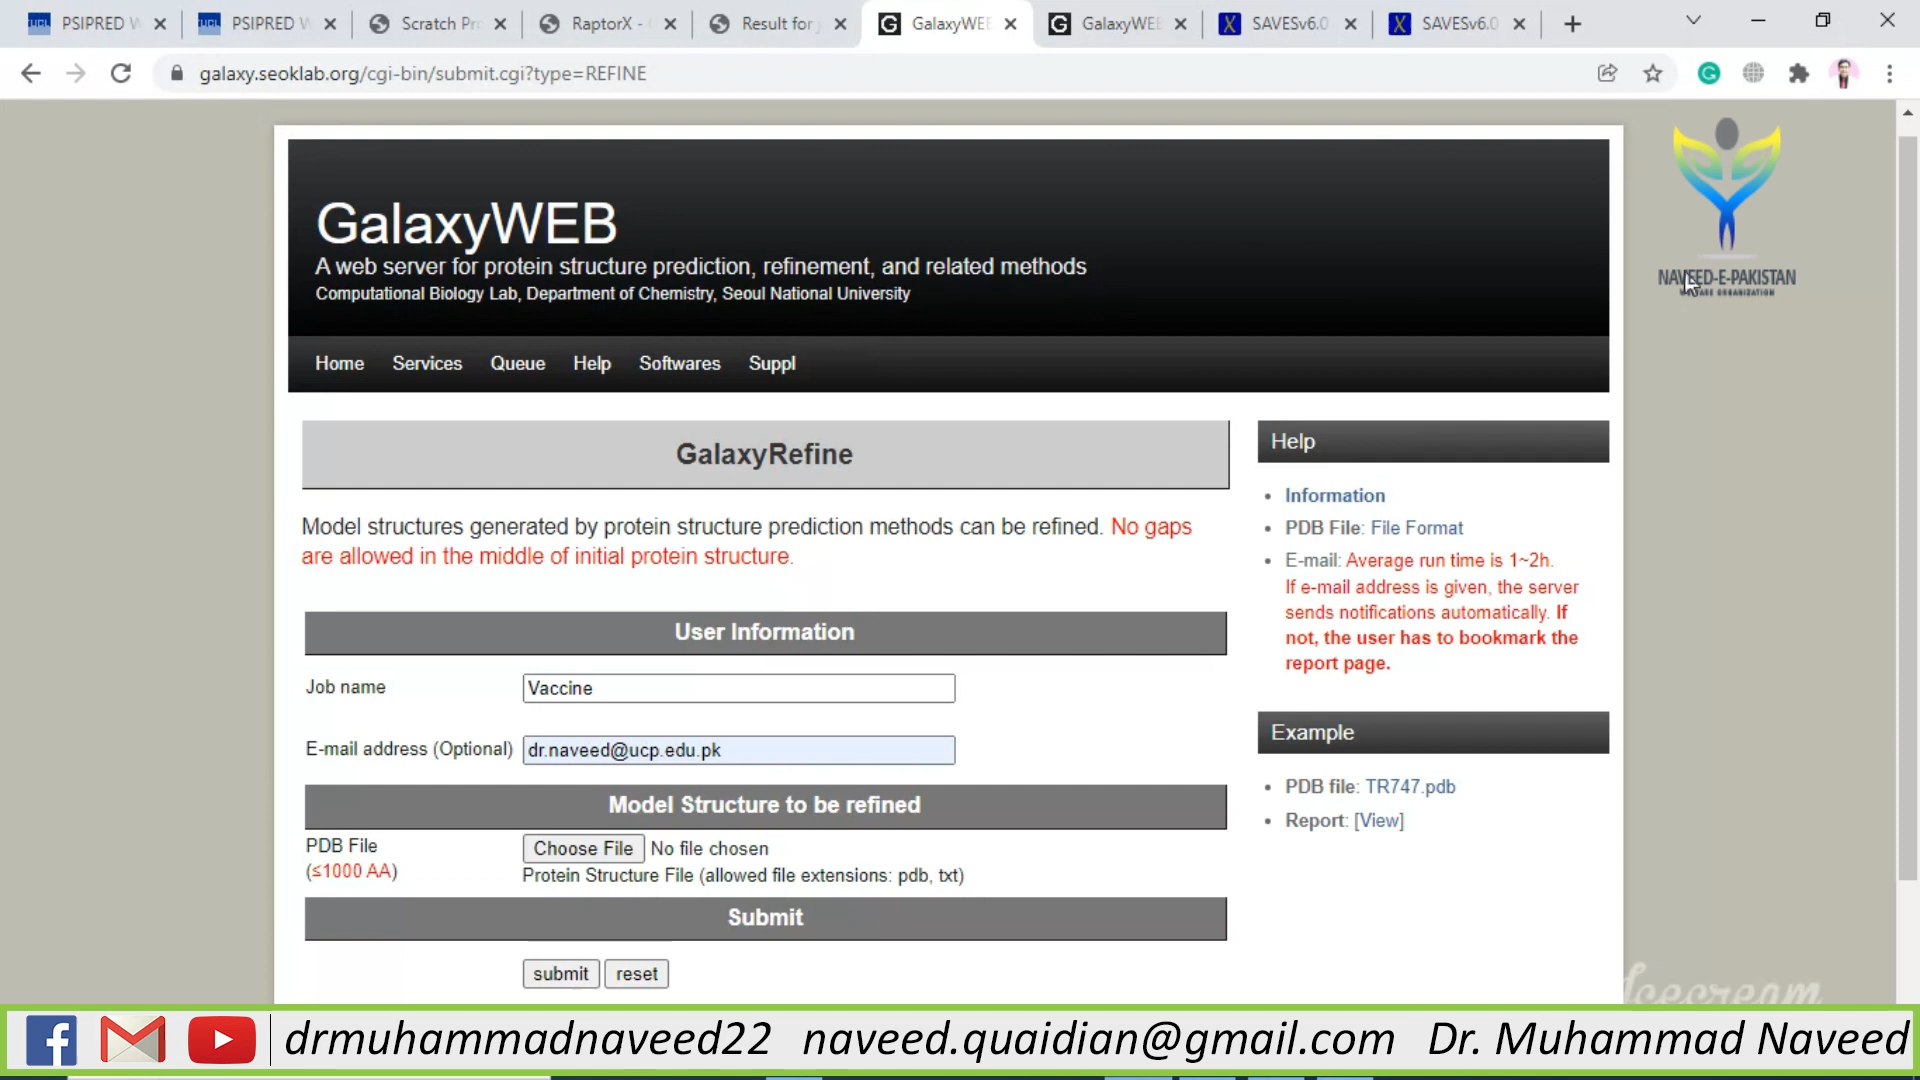 PSIPRED W
PSIPRED W
Scratch Pr
RaptorX -
Result for j
GalaxyWEB
GalaxyWEB
SAVESv6.0
SAVESv6.0
galaxy.seoklab.org/cgi-bin/submit.cgi?type=REFINE
GalaxyWEB
A web server for protein structure prediction, refinement, and related methods
Computational Biology Lab, Department of Chemistry, Seoul National University
NAVEED-E-PAKISTAN
WELFARE ORGANIZATION
Home Services Queue Help Softwares Suppl
GalaxyRefine
Model structures generated by protein structure prediction methods can be refined. No gaps
are allowed in the middle of initial protein structure.
User Information
Job name Vaccine
E-mail address (Optional) dr.naveed@ucp.edu.pk
Model Structure to be refined
PDB File Choose File No file chosen
(≤1000 AA) Protein Structure File (allowed file extensions: pdb, txt)
Submit
submit reset
Help
Information
PDB File: File Format
E-mail: Average run time is 1~2h.
If e-mail address is given, the server
sends notifications automatically. If
not, the user has to bookmark the
report page.
Example
PDB file: TR747.pdb
Report: [View]
Icecream
drmuhammadnaveed22 naveed.quaidian@gmail.com Dr. Muhammad Naveed